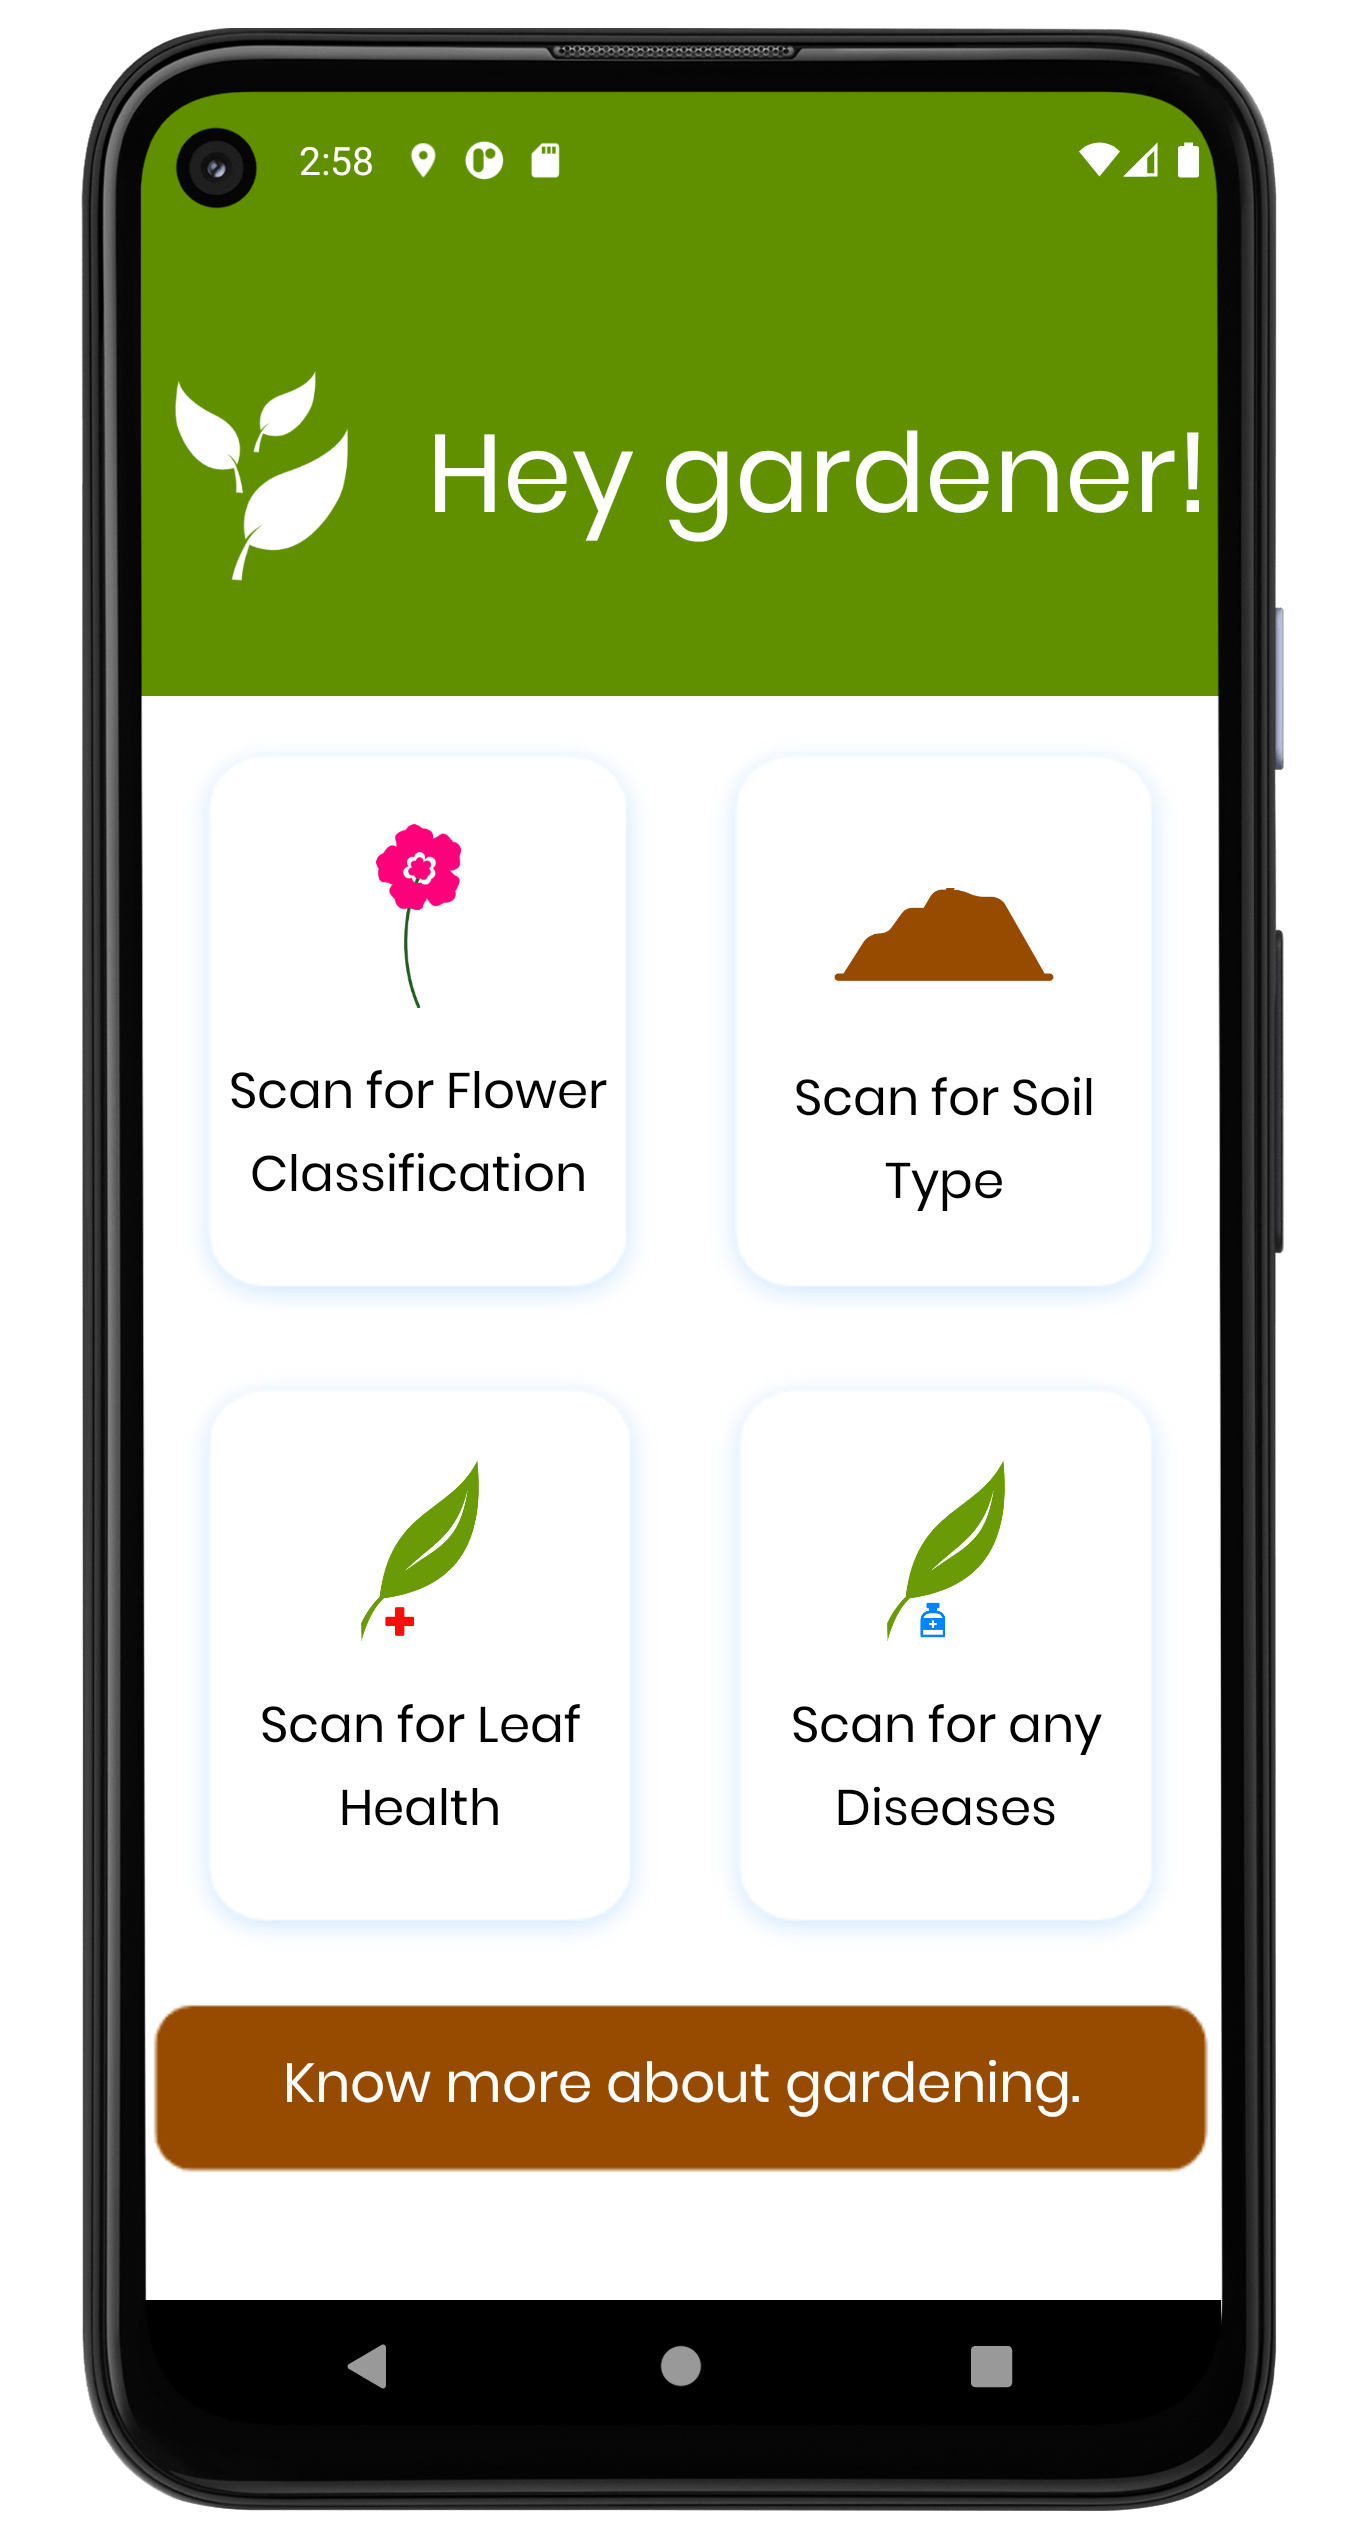 2:58
Hey gardener!
Scan for Flower
Classification
Scan for Soil
Type
Scan for Leaf
Health
Scan for any
Diseases
Know more about gardening.